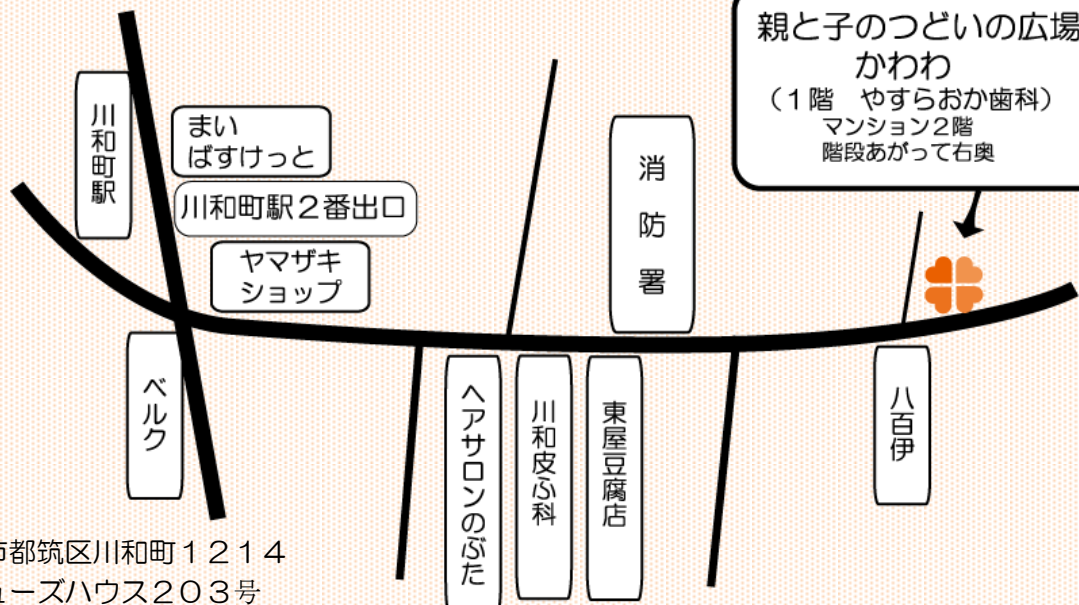 親と子のつどいの広場
かわわ
（１階　やすらおか歯科）
マンション２階
階段あがって右奥
川和町駅
まい
ばすけっと
川和町駅２番出口
ヤマザキ
ショップ
消防署
ベルク
ヘアサロンのぶた
川和皮ふ科
東屋豆腐店
八百伊
市都筑区川和町１２１４
ューズハウス２０３号